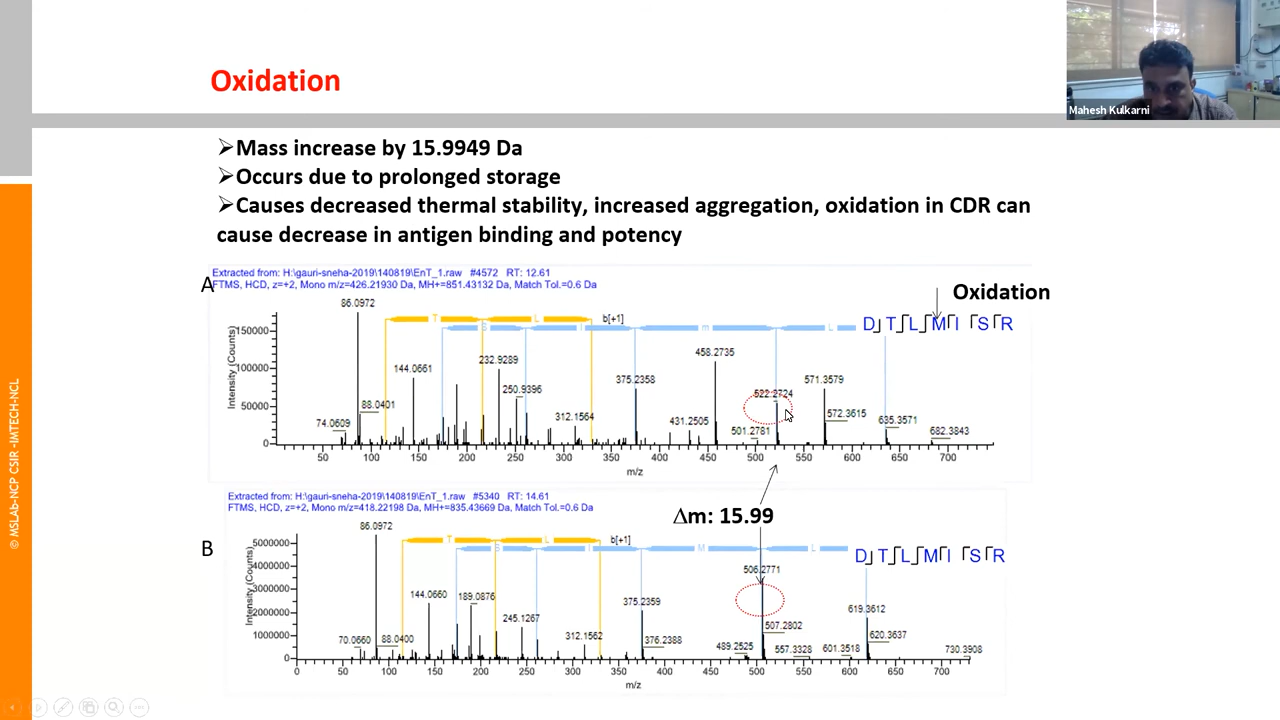 Mahesh Kulkarni
Oxidation
➢Mass increase by 15.9949 Da
➢Occurs due to prolonged storage
➢Causes decreased thermal stability, increased aggregation, oxidation in CDR can
cause decrease in antigen binding and potency
A
Extracted from: H:\gauri-sneha-2019\140819\EnT_1.raw #4572 RT: 12.61
FTMS, HCD, z=+2, Mono m/z=426.21930 Da, MH+=851.43132 Da, Match Tol.=0.6 Da
Oxidation
D T L M I S R
T L b[+1]
S I m L
Intensity (Counts)
150000
100000
50000
0
86.0972
144.0661
88.0401
74.0609
232.9289
250.9396
312.1564
375.2358
431.2505
458.2735
501.2781
522.2724
571.3579
572.3615
635.3571
682.3843
50 100 150 200 250 300 350 400 450 500 550 600 650 700
m/z
Δm: 15.99
B
Extracted from: H:\gauri-sneha-2019\140819\EnT_1.raw #5340 RT: 14.61
FTMS, HCD, z=+2, Mono m/z=418.22198 Da, MH+=835.43669 Da, Match Tol.=0.6 Da
D T L M I S R
T L b[+1]
S I M L
Intensity (Counts)
5000000
4000000
3000000
2000000
1000000
0
86.0972
70.0660
88.0400
144.0660
189.0876
245.1267
312.1562
375.2359
376.2388
489.2525
506.2771
507.2802
557.3328
601.3518
619.3612
620.3637
730.3908
0 50 100 150 200 250 300 350 400 450 500 550 600 650 700
m/z
© MSLAb-NCP CSIR-IMTECH-NCL